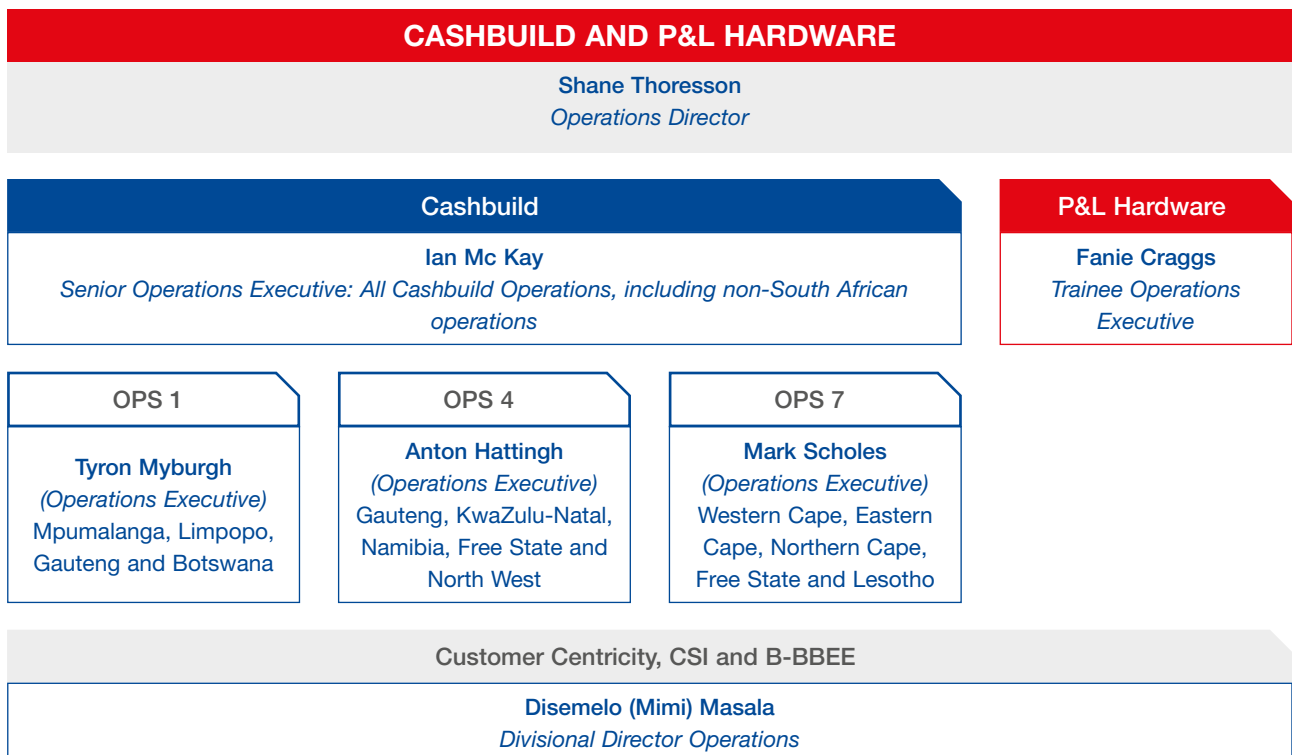 CASHBUILD AND P&L HARDWARE
Shane Thoresson
Operations Director
Cashbuild
Ian Mc Kay
Senior Operations Executive: All Cashbuild Operations, including non-South African
operations
P&L Hardware
Fanie Craggs
Trainee Operations
Executive
OPS 1
Tyron Myburgh
(Operations Executive)
Mpumalanga, Limpopo,
Gauteng and Botswana
OPS 4
Anton Hattingh
(Operations Executive)
Gauteng, KwaZulu-Natal,
Namibia, Free State and
North West
OPS 7
Mark Scholes
(Operations Executive)
Western Cape, Eastern
Cape, Northern Cape,
Free State and Lesotho
Customer Centricity, CSI and B-BBEE
Disemelo (Mimi) Masala
Divisional Director Operations